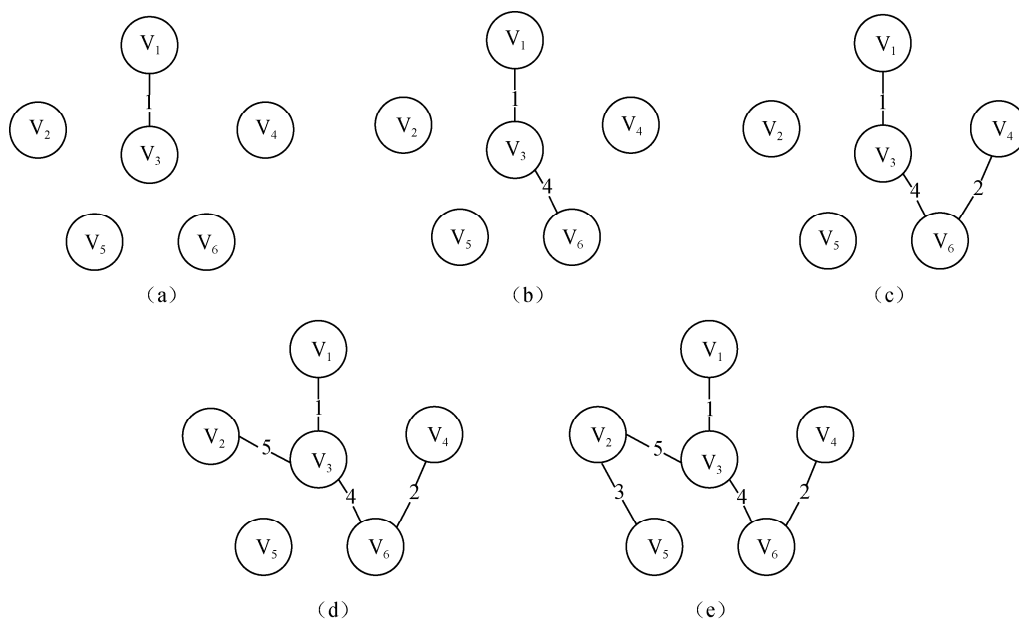 V₁
1
V₂
V₃
V₄
V₅
V₆
(a)
V₁
1
V₂
V₃
V₄
4
V₅
V₆
(b)
V₁
1
V₂
V₃
V₄
4
2
V₅
V₆
(c)
V₁
1
V₂
5
V₃
V₄
4
2
V₅
V₆
(d)
V₁
1
V₂
5
V₃
V₄
3
4
2
V₅
V₆
(e)